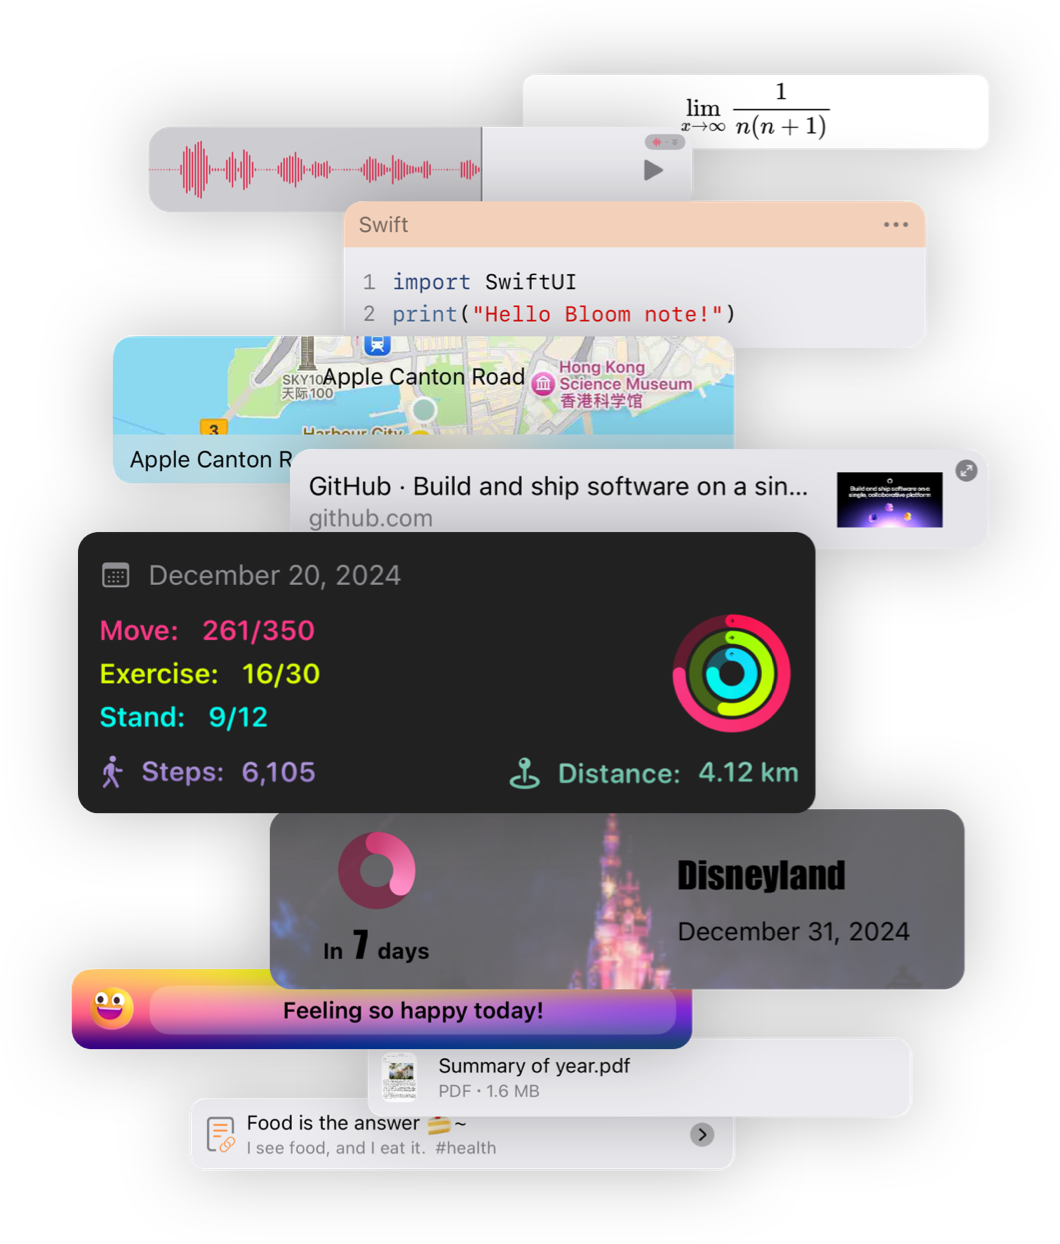 lim 1
x→∞ n(n + 1)
Swift
1 import SwiftUI
2 print("Hello Bloom note!")
SKY10
天际100
Apple Canton Road
Hong Kong
Science Museum
香港科学馆
3
Harbour City
Apple Canton R
GitHub · Build and ship software on a sin...
github.com
Build and ship software on a
single, collaborative platform
December 20, 2024
Move: 261/350
Exercise: 16/30
Stand: 9/12
Steps: 6,105
Distance: 4.12 km
In 7 days
Disneyland
December 31, 2024
Feeling so happy today!
Summary of year.pdf
PDF · 1.6 MB
Food is the answer 🍰 ~
I see food, and I eat it. #health